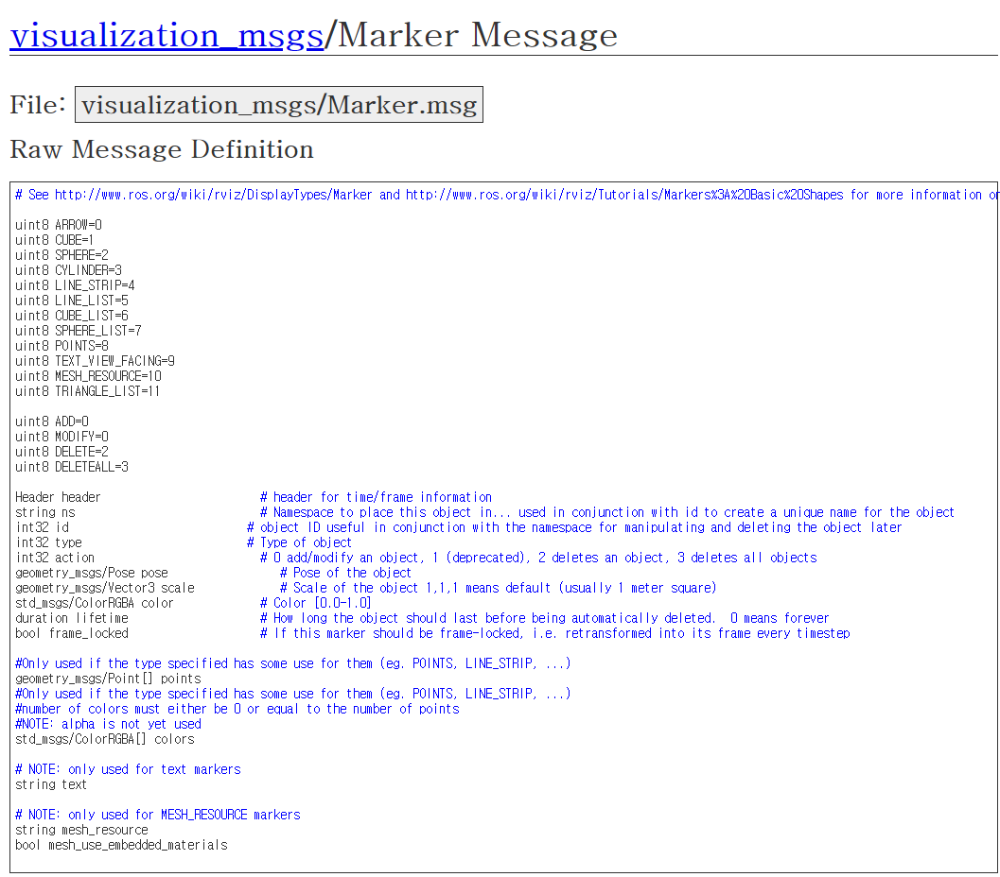 visualization_msgs/Marker Message
File: visualization_msgs/Marker.msg
Raw Message Definition
# See http://www.ros.org/wiki/rviz/DisplayTypes/Marker and http://www.ros.org/wiki/rviz/Tutorials/Markers%3A%20Basic%20Shapes for more information on
uint8 ARROW=0
uint8 CUBE=1
uint8 SPHERE=2
uint8 CYLINDER=3
uint8 LINE_STRIP=4
uint8 LINE_LIST=5
uint8 CUBE_LIST=6
uint8 SPHERE_LIST=7
uint8 POINTS=8
uint8 TEXT_VIEW_FACING=9
uint8 MESH_RESOURCE=10
uint8 TRIANGLE_LIST=11
uint8 ADD=0
uint8 MODIFY=0
uint8 DELETE=2
uint8 DELETEALL=3
Header header # header for time/frame information
string ns # Namespace to place this object in... used in conjunction with id to create a unique name for the object
int32 id # object ID useful in conjunction with the namespace for manipulating and deleting the object later
int32 type # Type of object
int32 action # 0 add/modify an object, 1 (deprecated), 2 deletes an object, 3 deletes all objects
geometry_msgs/Pose pose # Pose of the object
geometry_msgs/Vector3 scale # Scale of the object 1,1,1 means default (usually 1 meter square)
std_msgs/ColorRGBA color # Color [0.0-1.0]
duration lifetime # How long the object should last before being automatically deleted.  0 means forever
bool frame_locked # If this marker should be frame-locked, i.e. retransformed into its frame every timestep
#Only used if the type specified has some use for them (eg. POINTS, LINE_STRIP, ...)
geometry_msgs/Point[] points
#Only used if the type specified has some use for them (eg. POINTS, LINE_STRIP, ...)
#number of colors must either be 0 or equal to the number of points
#NOTE: alpha is not yet used
std_msgs/ColorRGBA[] colors
# NOTE: only used for text markers
string text
# NOTE: only used for MESH_RESOURCE markers
string mesh_resource
bool mesh_use_embedded_materials